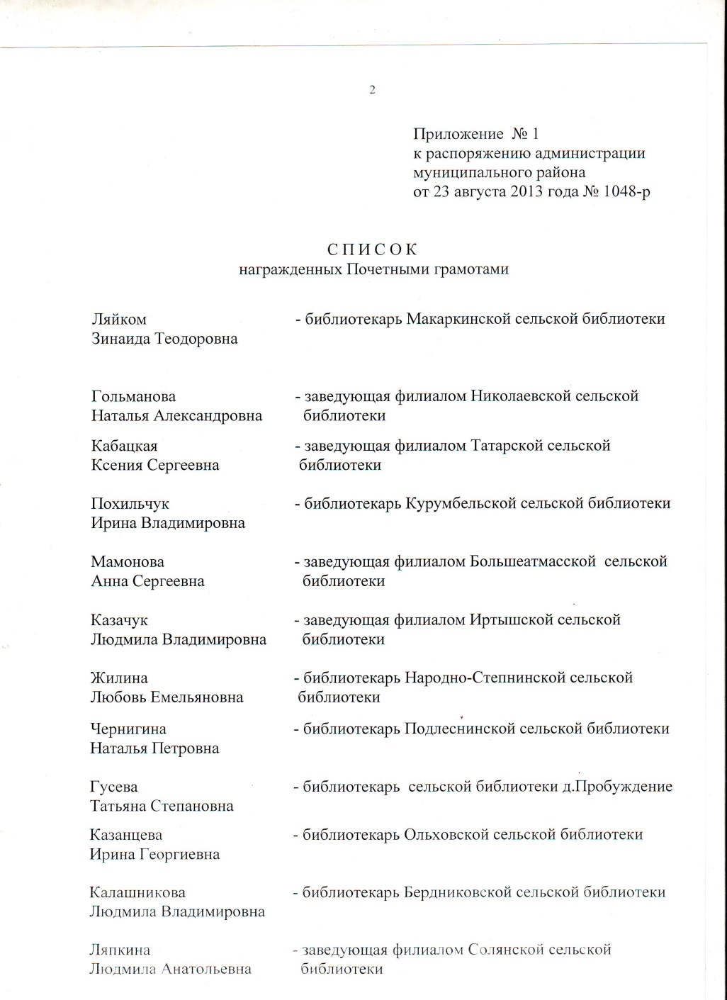 2
Приложение № 1
к распоряжению администрации
муниципального района
от 23 августа 2013 года № 1048-р
С П И С О К
награжденных Почетными грамотами
Ляйком - библиотекарь Макаркинской сельской библиотеки
Зинаида Теодоровна
Гольманова - заведующая филиалом Николаевской сельской
Наталья Александровна библиотеки
Кабацкая - заведующая филиалом Татарской сельской
Ксения Сергеевна библиотеки
Похильчук - библиотекарь Курумбельской сельской библиотеки
Ирина Владимировна
Мамонова - заведующая филиалом Большеатмасской сельской
Анна Сергеевна библиотеки
Казачук - заведующая филиалом Иртышской сельской
Людмила Владимировна библиотеки
Жилина - библиотекарь Народно-Степнинской сельской
Любовь Емельяновна библиотеки
Чернигина - библиотекарь Подлеснинской сельской библиотеки
Наталья Петровна
Гусева - библиотекарь сельской библиотеки д.Пробуждение
Татьяна Степановна
Казанцева - библиотекарь Ольховской сельской библиотеки
Ирина Георгиевна
Калашникова - библиотекарь Бердниковской сельской библиотеки
Людмила Владимировна
Ляпкина - заведующая филиалом Солянской сельской
Людмила Анатольевна библиотеки